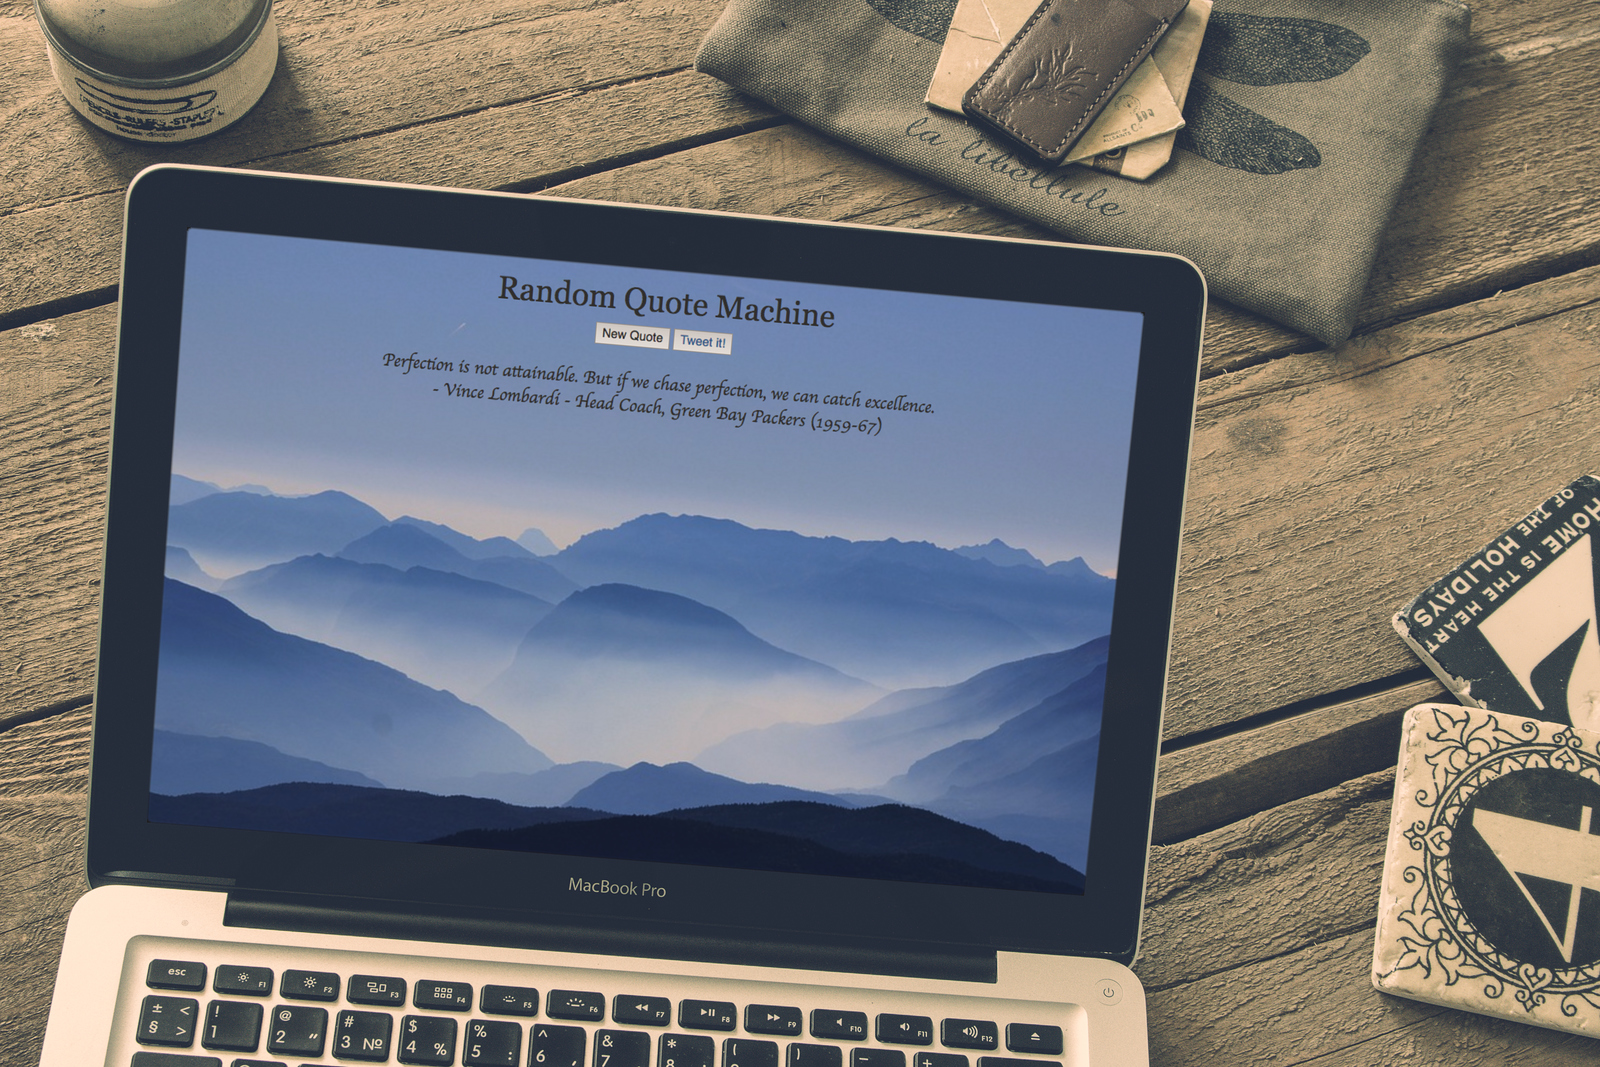 la libellule
Random Quote Machine
New Quote Tweet it!
Perfection is not attainable. But if we chase perfection, we can catch excellence.
- Vince Lombardi - Head Coach, Green Bay Packers (1959-67)
HOME IS THE HEART
OF THE HOLIDAYS
MacBook Pro
esc F1 F2 F3 F4 F5 F6 F7 F8 F9 F10 F11 F12
± < ! @ # $ % ^ & * ( ) – +
§ > 1 2 “ 3 № 4 % 5 : 6 , 7 . 8